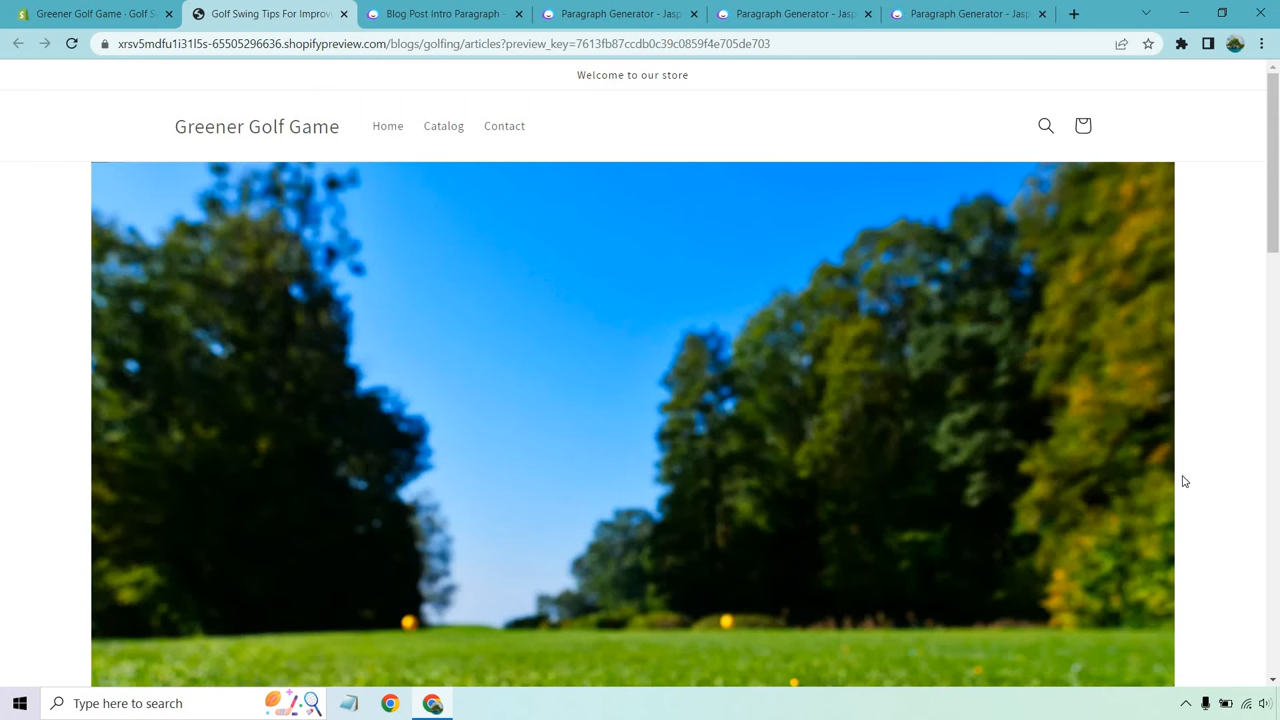 Greener Golf Game · Golf S
Golf Swing Tips For Improvi
Blog Post Intro Paragraph -
Paragraph Generator - Jasp
Paragraph Generator - Jasp
Paragraph Generator - Jasp
xrsv5mdfu1i31l5s-65505296636.shopifypreview.com/blogs/golfing/articles?preview_key=7613fb87ccdb0c39c0859f4e705de703
Welcome to our store
Greener Golf Game
Home
Catalog
Contact
Type here to search